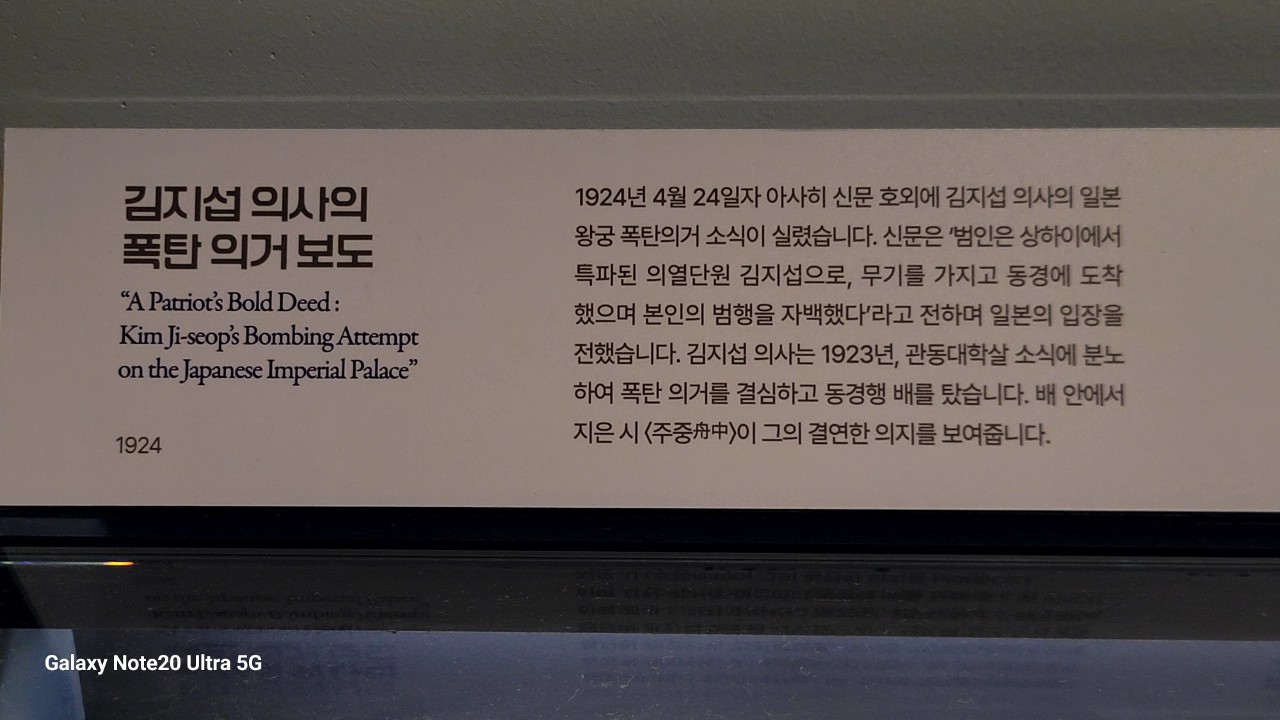 김지섭 의사의
폭탄 의거 보도
“A Patriot’s Bold Deed :
Kim Ji-seop’s Bombing Attempt
on the Japanese Imperial Palace”
1924
1924년 4월 24일자 아사히 신문 호외에 김지섭 의사의 일본
왕궁 폭탄의거 소식이 실렸습니다. 신문은 ‘범인은 상하이에서
특파된 의열단원 김지섭으로, 무기를 가지고 동경에 도착
했으며 본인의 범행을 자백했다’라고 전하며 일본의 입장을
전했습니다. 김지섭 의사는 1923년, 관동대학살 소식에 분노
하여 폭탄 의거를 결심하고 동경행 배를 탔습니다. 배 안에서
지은 시 〈주중舟中〉이 그의 결연한 의지를 보여줍니다.
Galaxy Note20 Ultra 5G